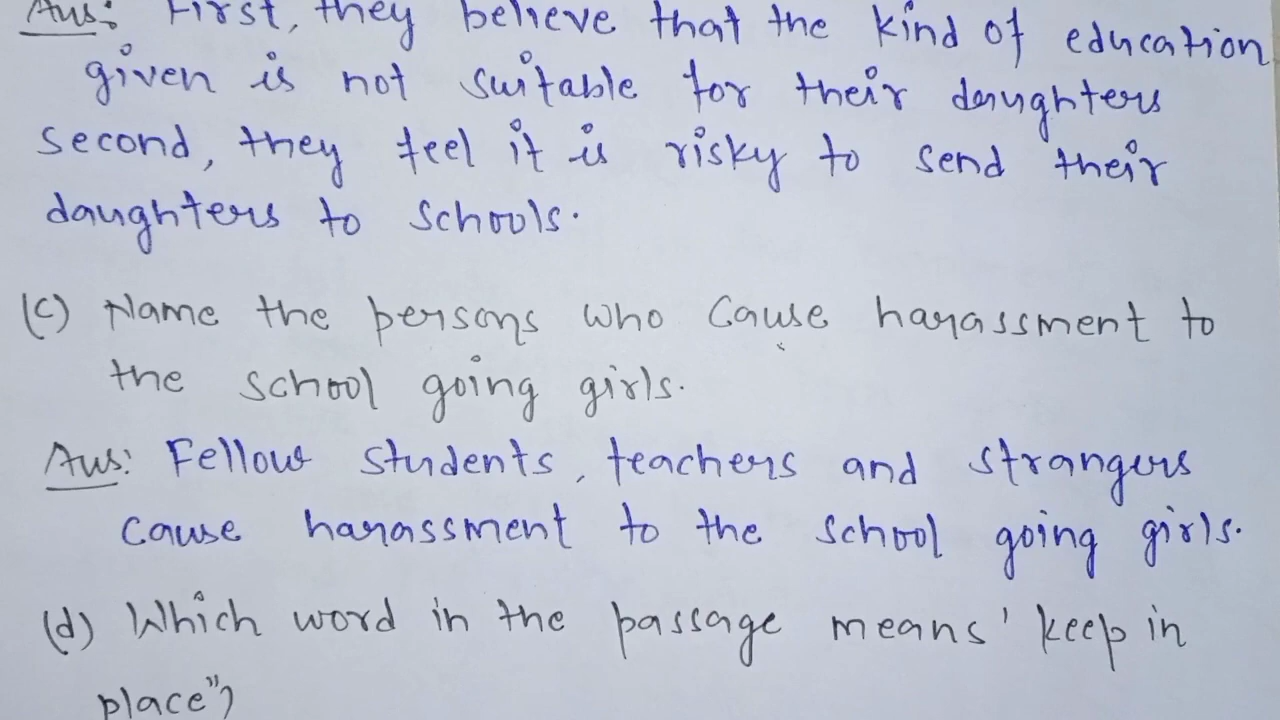 Ans: First, they believe that the kind of education
given is not suitable for their daughters
second, they feel it is risky to send their
daughters to schools.
(c) Name the persons who cause harassment to
the school going girls.
Ans: Fellow students, teachers and strangers
cause harassment to the school going girls.
(d) Which word in the passage means 'keep in
place"?